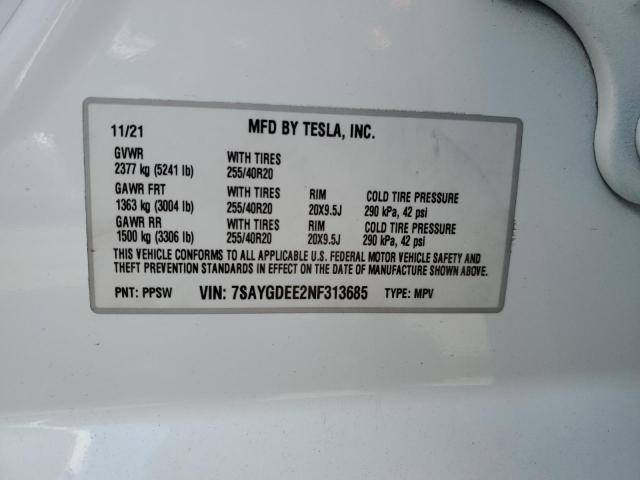 11/21 MFD BY TESLA, INC.
GVWR WITH TIRES
2377 kg (5241 lb) 255/40R20
GAWR FRT WITH TIRES RIM COLD TIRE PRESSURE
1363 kg (3004 lb) 255/40R20 20X9.5J 290 kPa, 42 psi
GAWR RR WITH TIRES RIM COLD TIRE PRESSURE
1500 kg (3306 lb) 255/40R20 20X9.5J 290 kPa, 42 psi
THIS VEHICLE CONFORMS TO ALL APPLICABLE U.S. FEDERAL MOTOR VEHICLE SAFETY AND
THEFT PREVENTION STANDARDS IN EFFECT ON THE DATE OF MANUFACTURE SHOWN ABOVE.
PNT: PPSW VIN: 7SAYGDEE2NF313685 TYPE: MPV